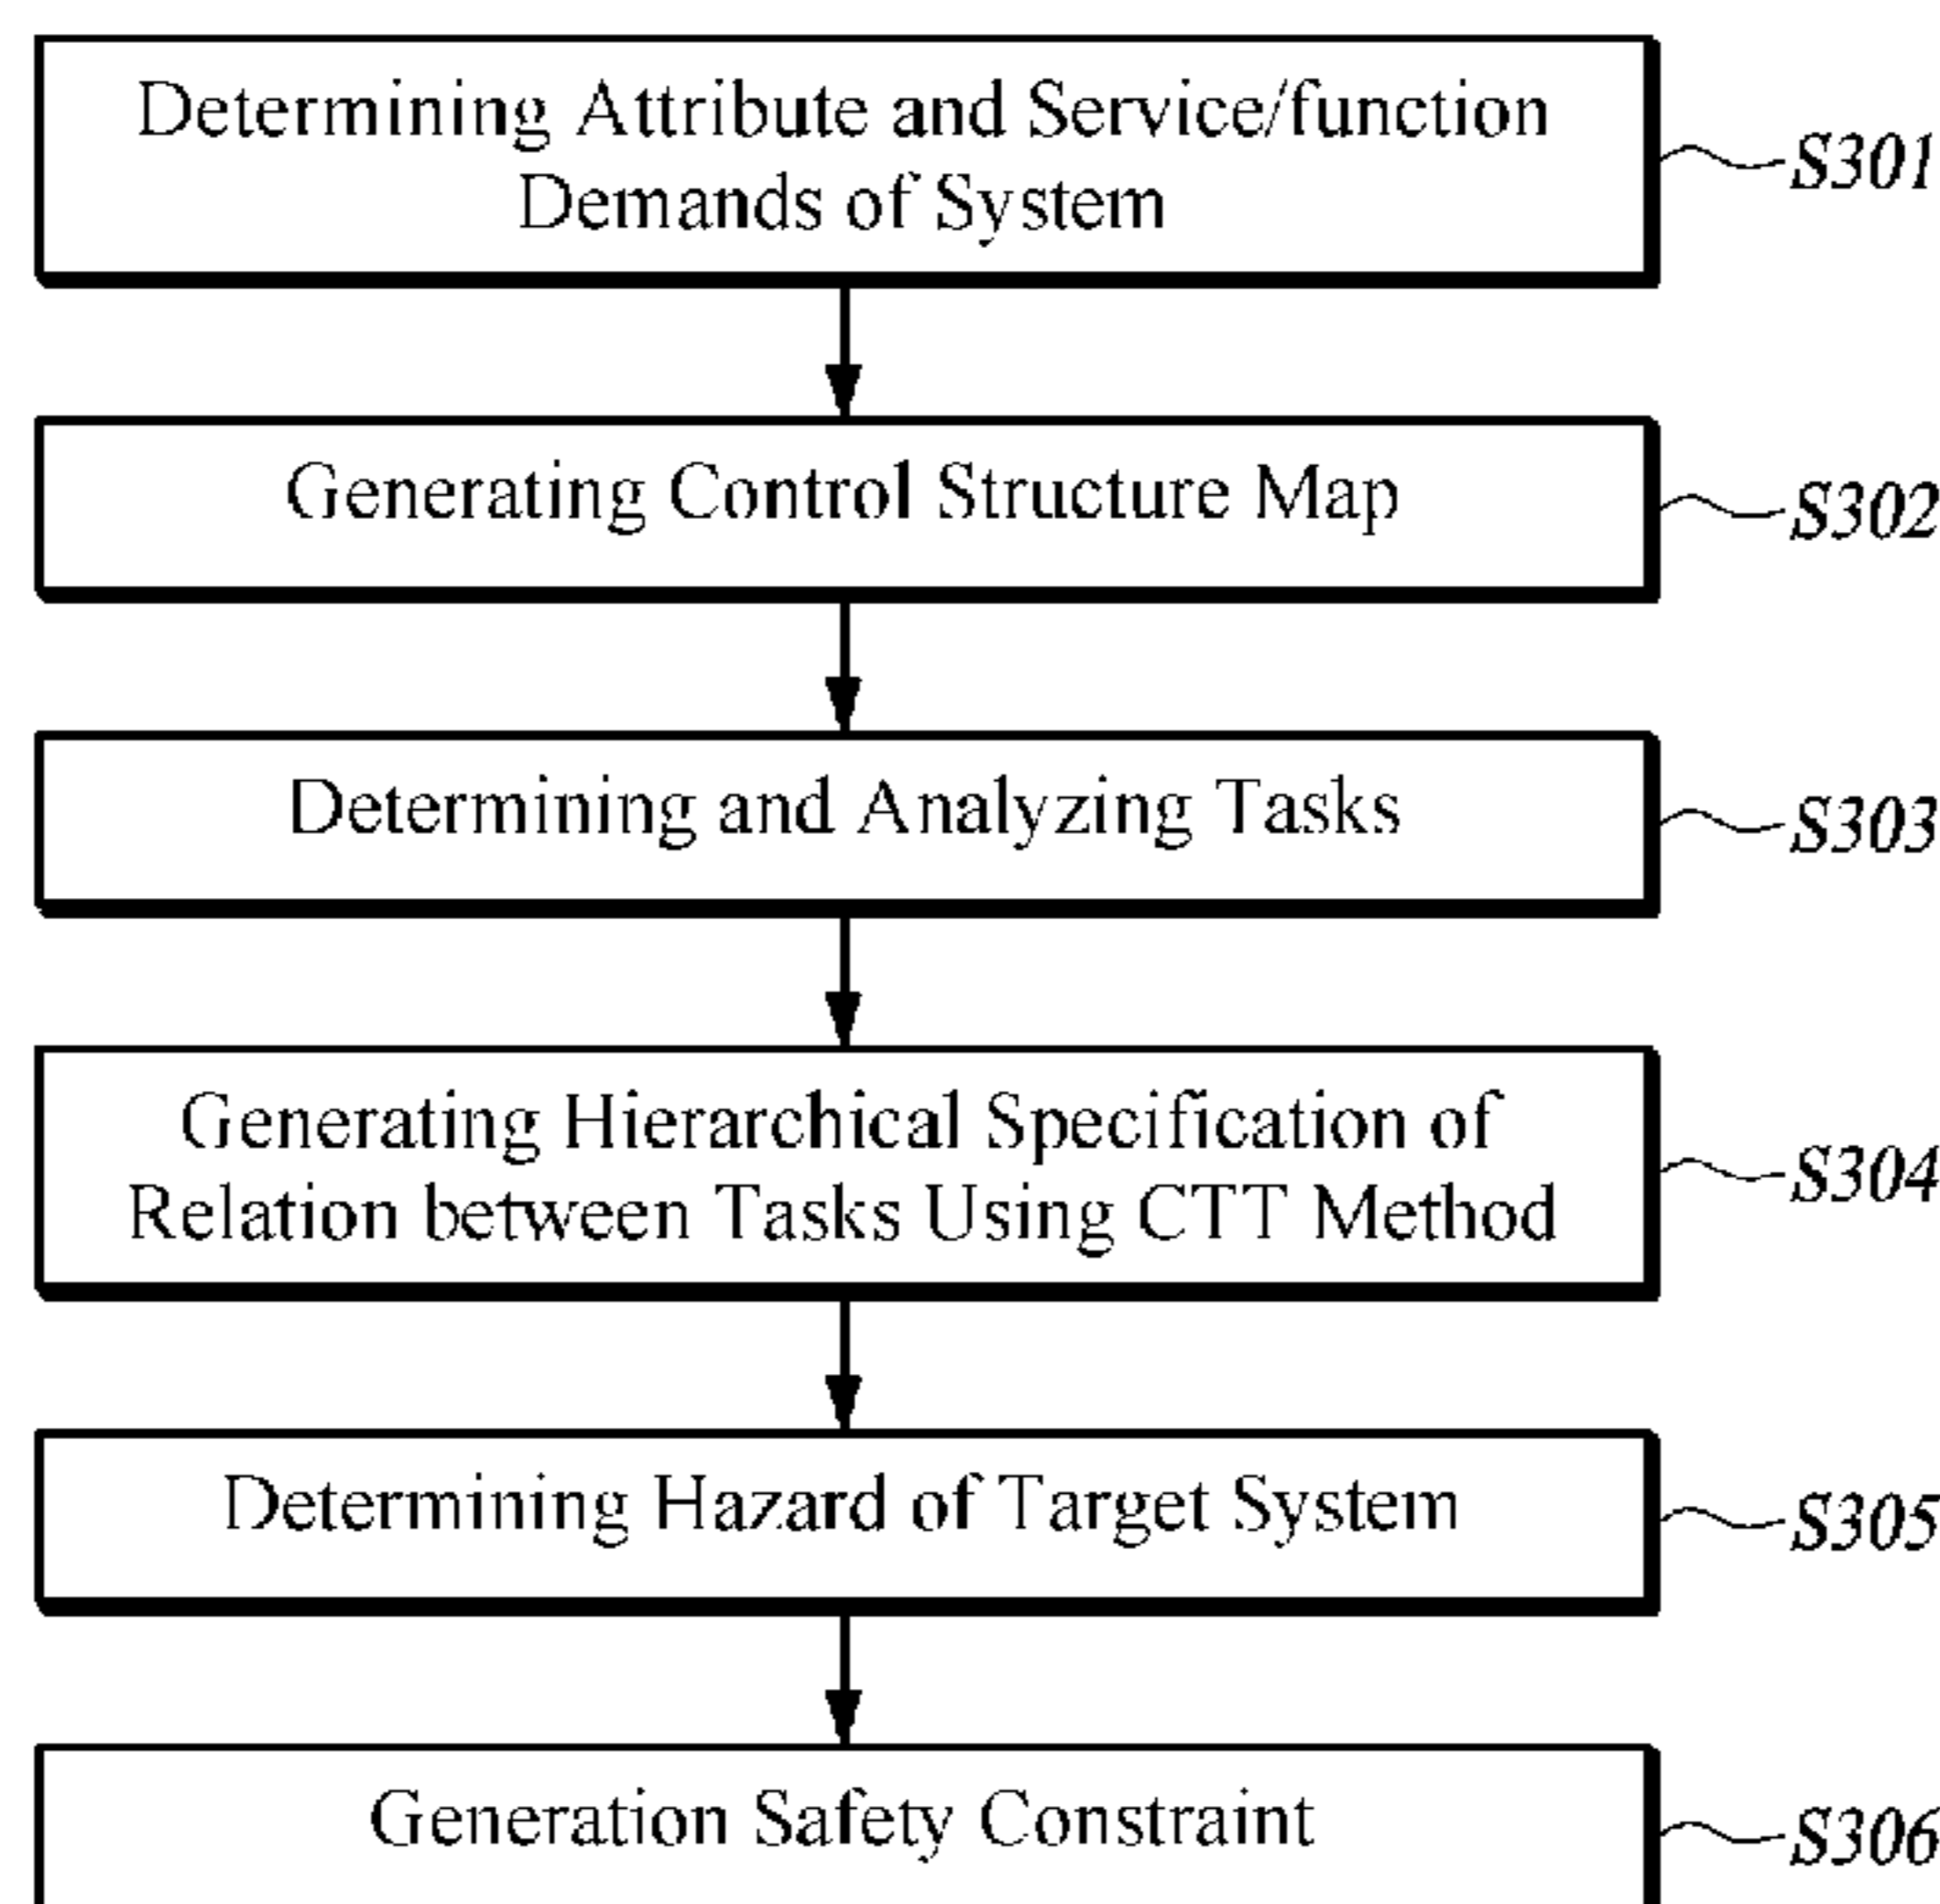 Determining Attribute and Service/function
Demands of System
S301
Generating Control Structure Map
S302
Determining and Analyzing Tasks
S303
Generating Hierarchical Specification of
Relation between Tasks Using CTT Method
S304
Determining Hazard of Target System
S305
Generation Safety Constraint
S306